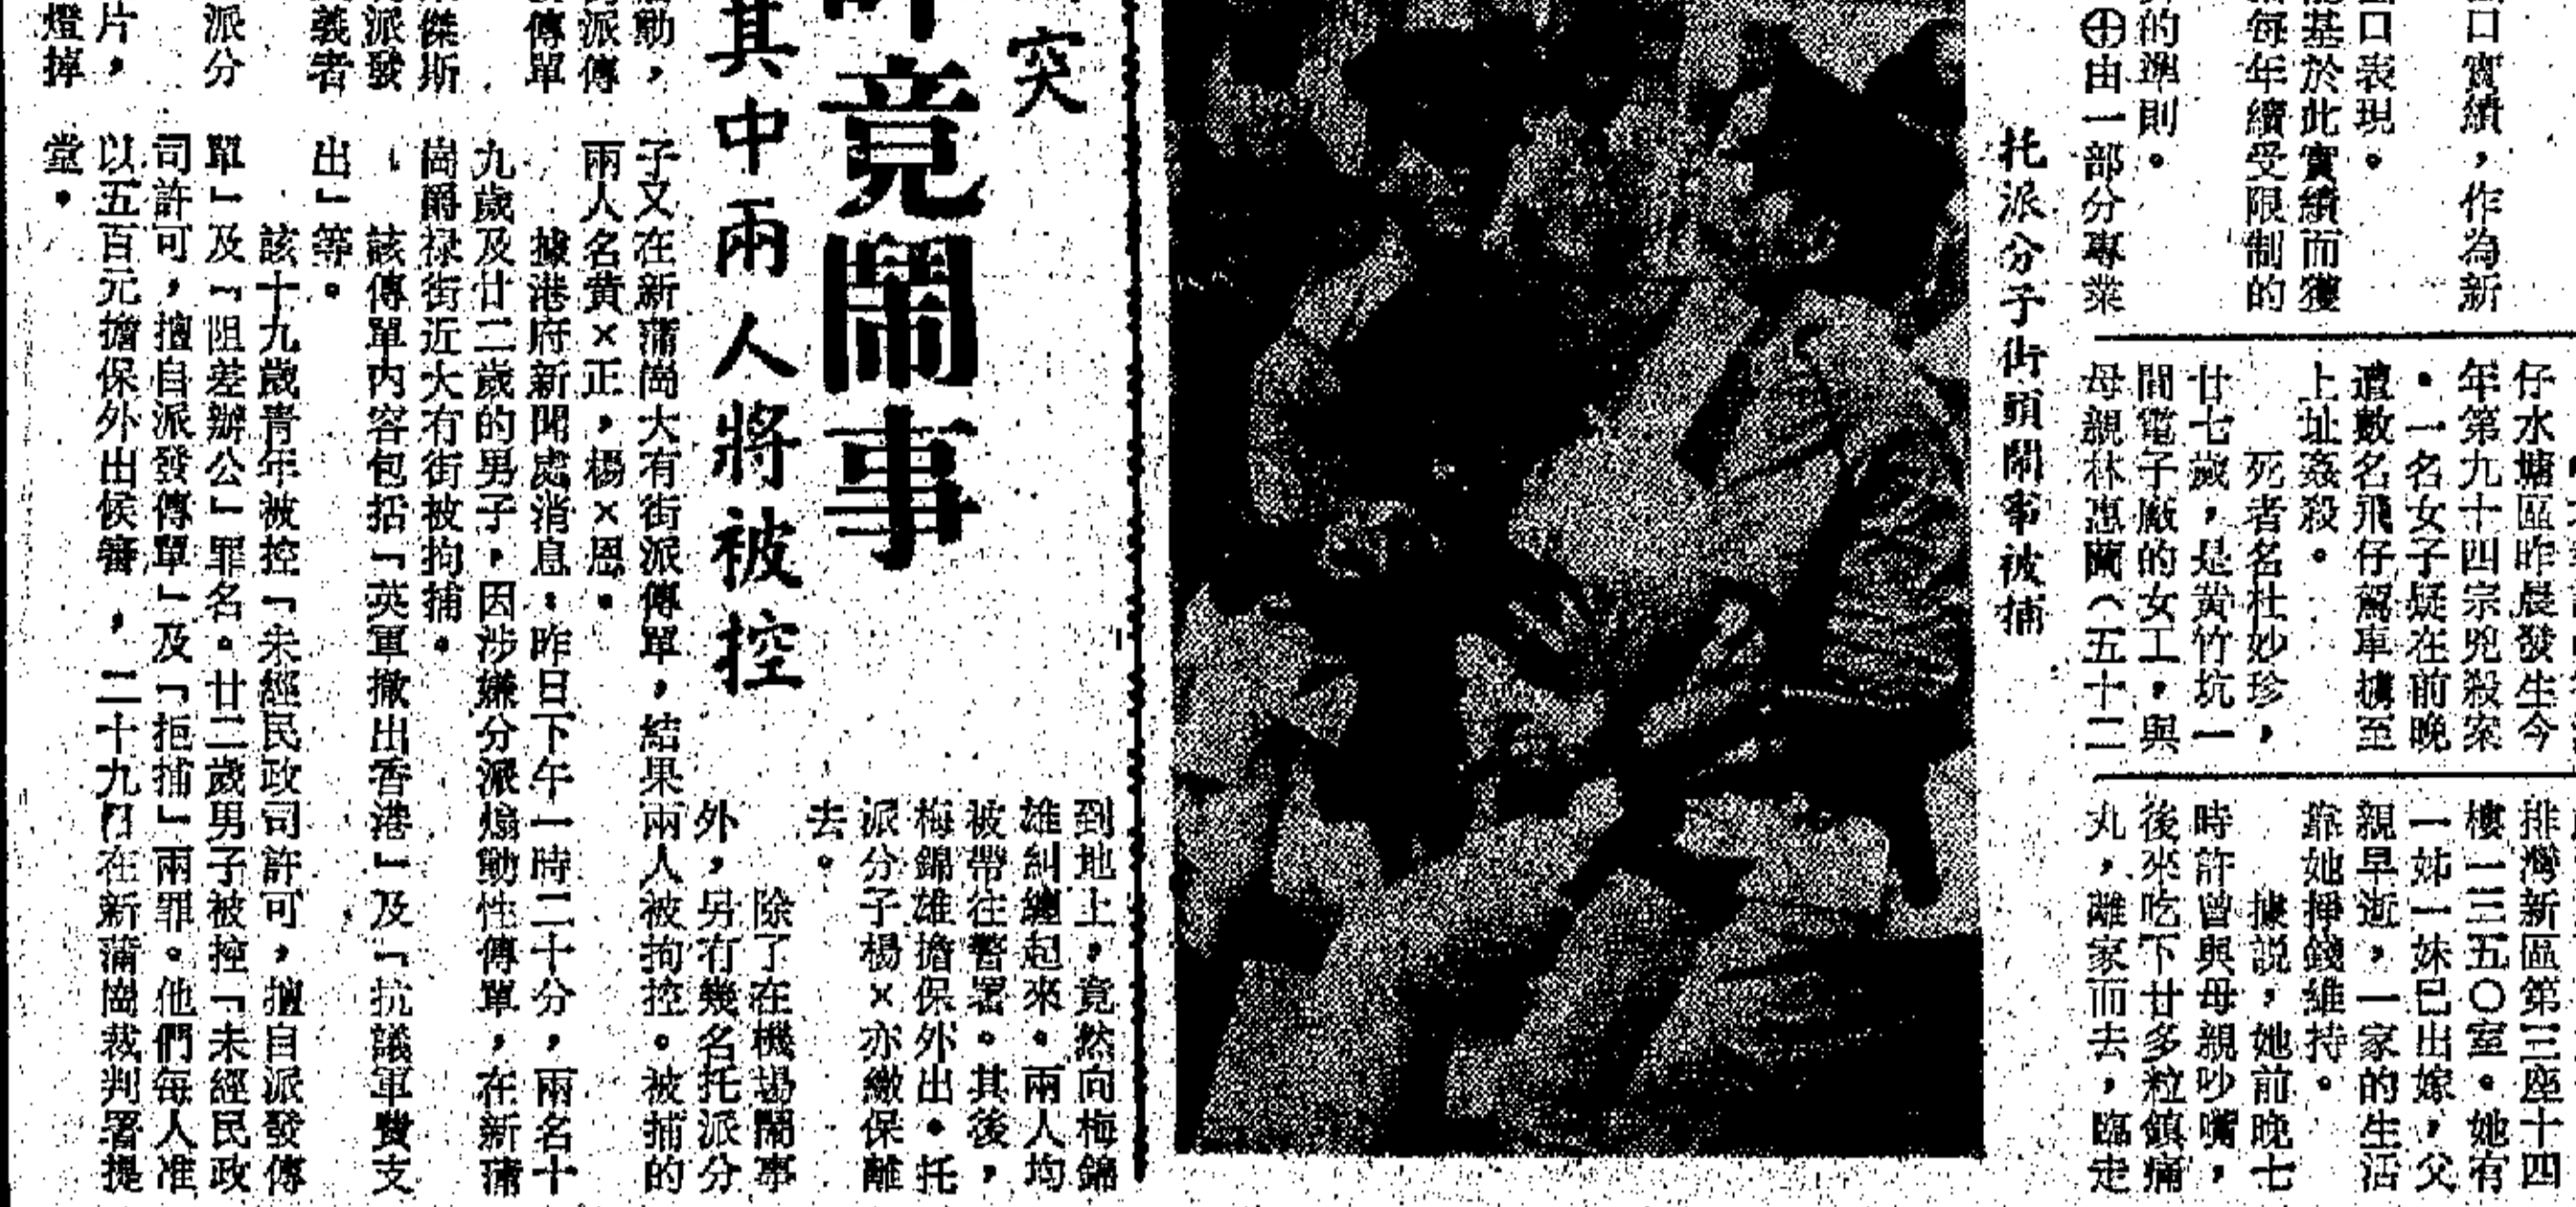 口實績，作為新
口表現。
能基於此實績而獲
每年續受限制的
的準則。
⊕由一部分專業
仔水塘區昨晨發生今
年第九十四宗兇殺案
。一名女子疑在前晚
遭數名飛仔駕車擄至
上址姦殺。
死者名杜妙珍，
廿七歲，是黃竹坑一
間電子廠的女工，與
母親林惠蘭（五十二
排灣新區第三座十四
樓一三五〇室。她有
一姊一妹已出嫁，父
親早逝，一家的生活
靠她掙錢維持。
據説，她前晚七
時許曾與母親吵嘴，
後來吃下廿多粒鎮痛
丸，離家而去，臨走
托派分子街頭鬧事被捕
突
竟鬧事
其中兩人將被控
到地上，竟然向梅錦
雄糾纏起來。兩人均
被帶往警署。其後，
梅錦雄擔保外出。托
派分子楊×亦繳保離
去。
除了在機場鬧事
外，另有幾名托派分
動，
子又在新蒲崗大有街派傳單，結果兩人被拘控。被捕的
派傳
兩人名黃×正，楊×恩。
傳單
據港府新聞處消息：昨日下午一時二十分，兩名十
九歲及廿二歲的男子，因涉嫌分派煽動性傳單，在新蒲
傑斯
崗爵祿街近大有街被拘捕。
派發
該傳單內容包括「英軍撤出香港」及「抗議軍費支
義者
出」等。
該十九歲青年被控「未經民政司許可，擅自派發傳
派分
單」及「阻差辦公」罪名。廿二歲男子被控「未經民政
司許可，擅自派發傳單」及「拒捕」兩罪。他們每人准
片，
以五百元擔保外出候審，二十九日在新蒲崗裁判署提
燈掉
堂。